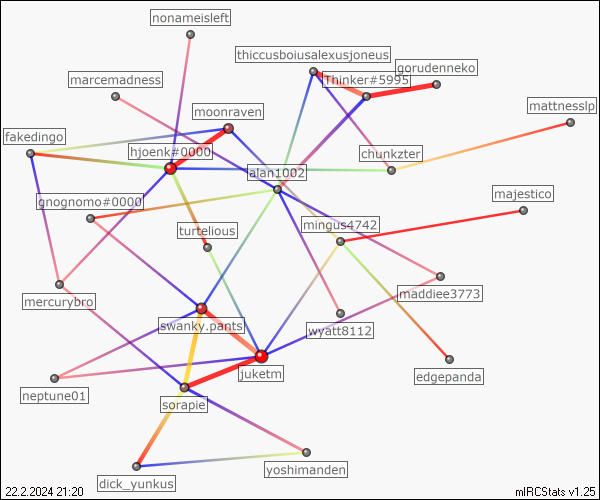 nonameisleft
thiccusboiusalexusjoneus
gorudenneko
marcemadness
Thinker#5995
mattnesslp
moonraven
fakedingo
hjoenk#0000
chunkzter
alan1002
majestico
gnognomo#0000
mingus4742
turtelious
maddiee3773
mercurybro
swanky.pants
wyatt8112
juketm
edgepanda
neptune01
sorapie
yoshimanden
dick_yunkus
22.2.2024 21:20
mIRCStats v1.25